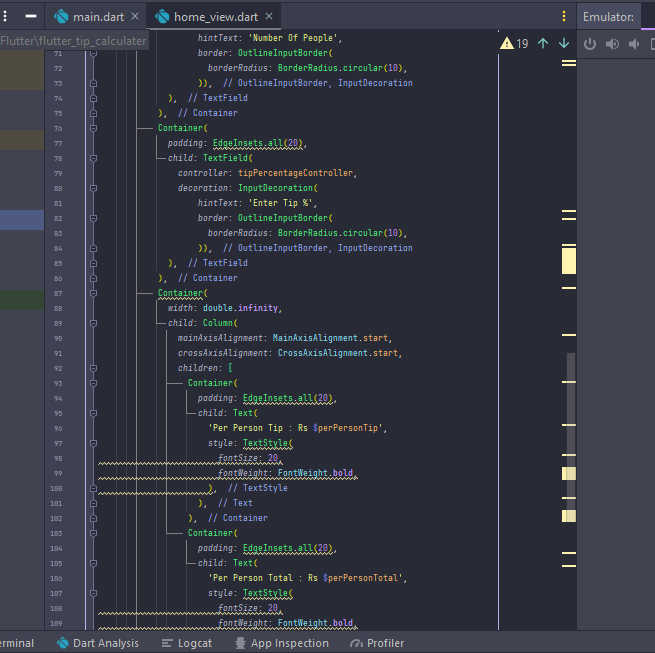 main.dart × home_view.dart × Emulator:
Flutter\flutter_tip_calculater
19
hintText: 'Number Of People',
71 border: OutlineInputBorder(
72 borderRadius: BorderRadius.circular(10),
73 )), // OutlineInputBorder, InputDecoration
74 ), // TextField
75 ), // Container
76 Container(
77 padding: EdgeInsets.all(20),
78 child: TextField(
79 controller: tipPercentageController,
80 decoration: InputDecoration(
81 hintText: 'Enter Tip %',
82 border: OutlineInputBorder(
83 borderRadius: BorderRadius.circular(10),
84 )), // OutlineInputBorder, InputDecoration
85 ), // TextField
86 ), // Container
87 Container(
88 width: double.infinity,
89 child: Column(
90 mainAxisAlignment: MainAxisAlignment.start,
91 crossAxisAlignment: CrossAxisAlignment.start,
92 children: [
93 Container(
94 padding: EdgeInsets.all(20),
95 child: Text(
96 'Per Person Tip : Rs $perPersonTip',
97 style: TextStyle(
98 fontSize: 20,
99 fontWeight: FontWeight.bold,
100 ), // TextStyle
101 ), // Text
102 ), // Container
103 Container(
104 padding: EdgeInsets.all(20),
105 child: Text(
106 'Per Person Total : Rs $perPersonTotal',
107 style: TextStyle(
108 fontSize: 20,
109 fontWeight: FontWeight.bold,
erminal Dart Analysis Logcat App Inspection Profiler